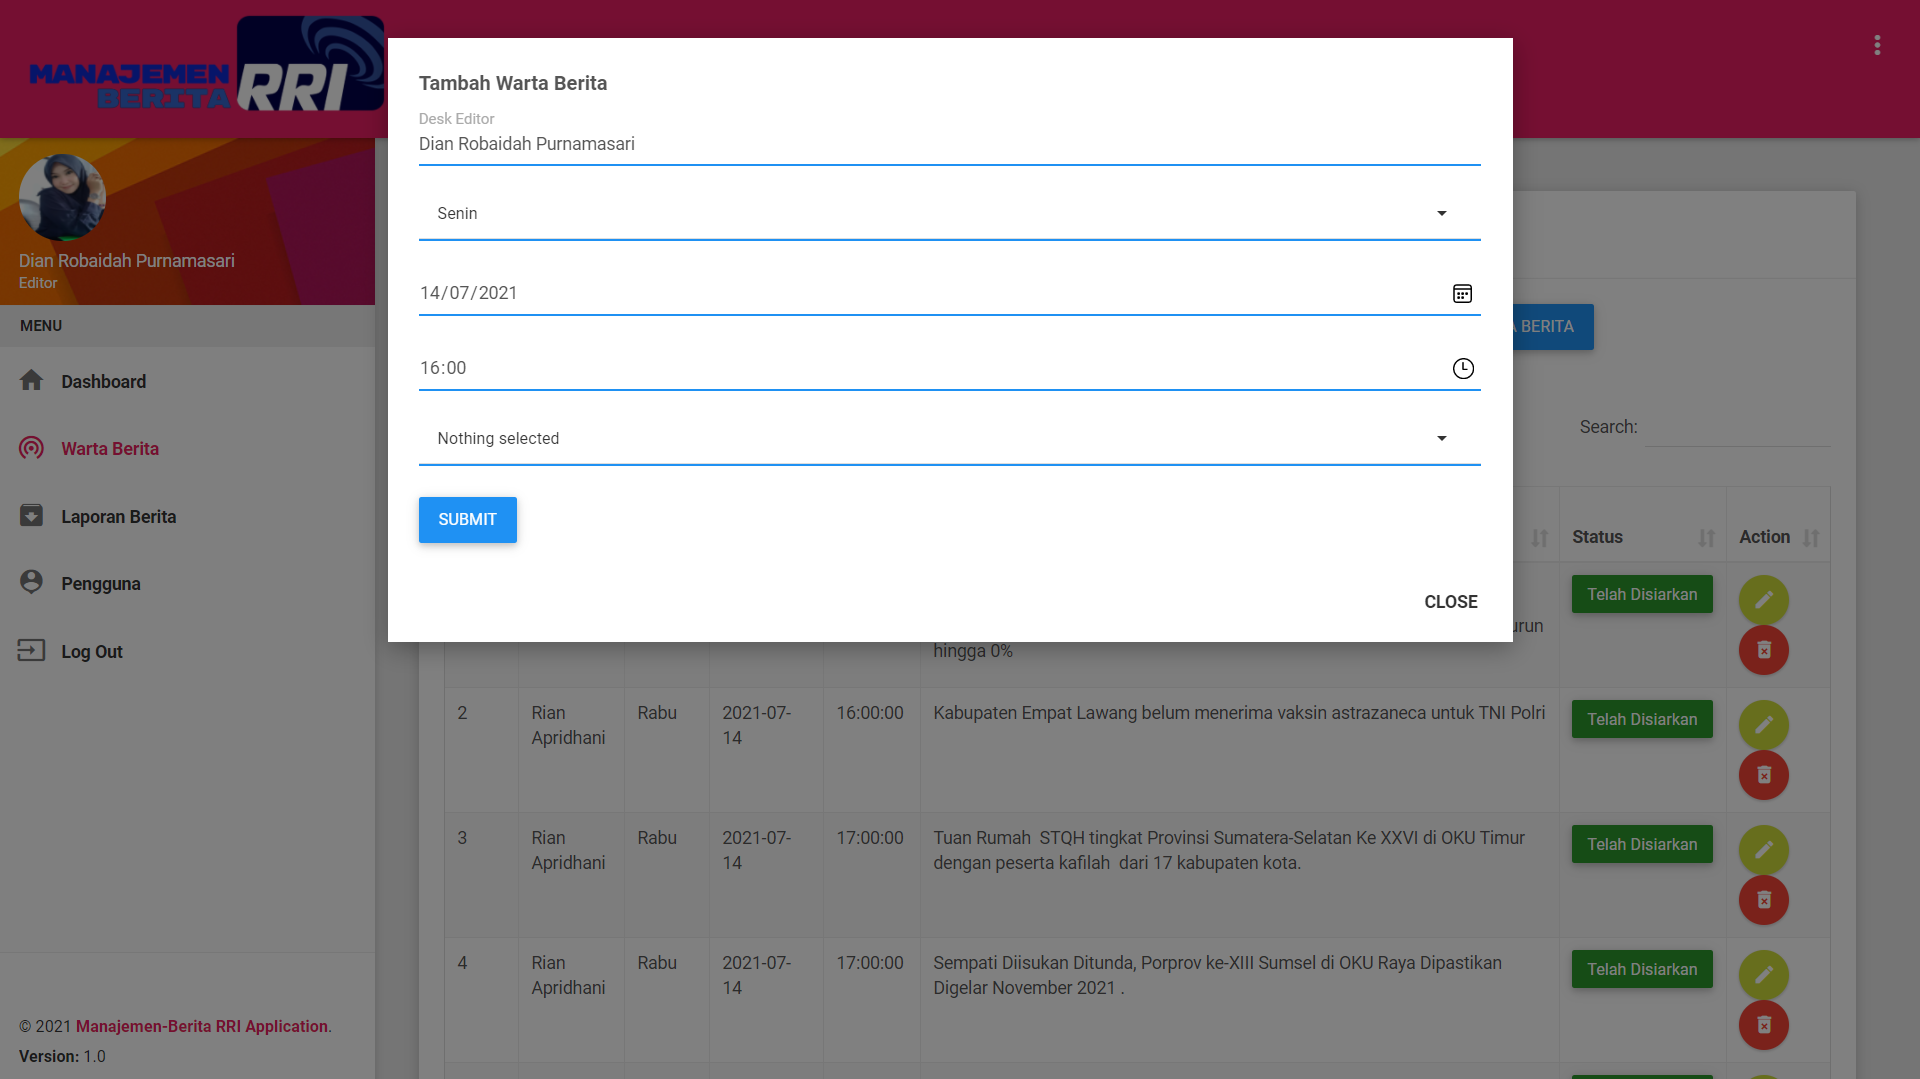 MANAJEMEN
BERITA
RRI
Tambah Warta Berita
Desk Editor
Dian Robaidah Purnamasari
Senin
14/07/2021
16:00
Nothing selected
SUBMIT
CLOSE
Dian Robaidah Purnamasari
Editor
MENU
Dashboard
Warta Berita
Laporan Berita
Pengguna
Log Out
© 2021 Manajemen-Berita RRI Application.
Version: 1.0
BERITA
Search:
Status Action
Telah Disiarkan
hingga 0%
2 Rian Apridhani Rabu 2021-07-14 16:00:00 Kabupaten Empat Lawang belum menerima vaksin astrazaneca untuk TNI Polri Telah Disiarkan
3 Rian Apridhani Rabu 2021-07-14 17:00:00 Tuan Rumah STQH tingkat Provinsi Sumatera-Selatan Ke XXVI di OKU Timur dengan peserta kafilah dari 17 kabupaten kota. Telah Disiarkan
4 Rian Apridhani Rabu 2021-07-14 17:00:00 Sempati Diisukan Ditunda, Porprov ke-XIII Sumsel di OKU Raya Dipastikan Digelar November 2021 . Telah Disiarkan